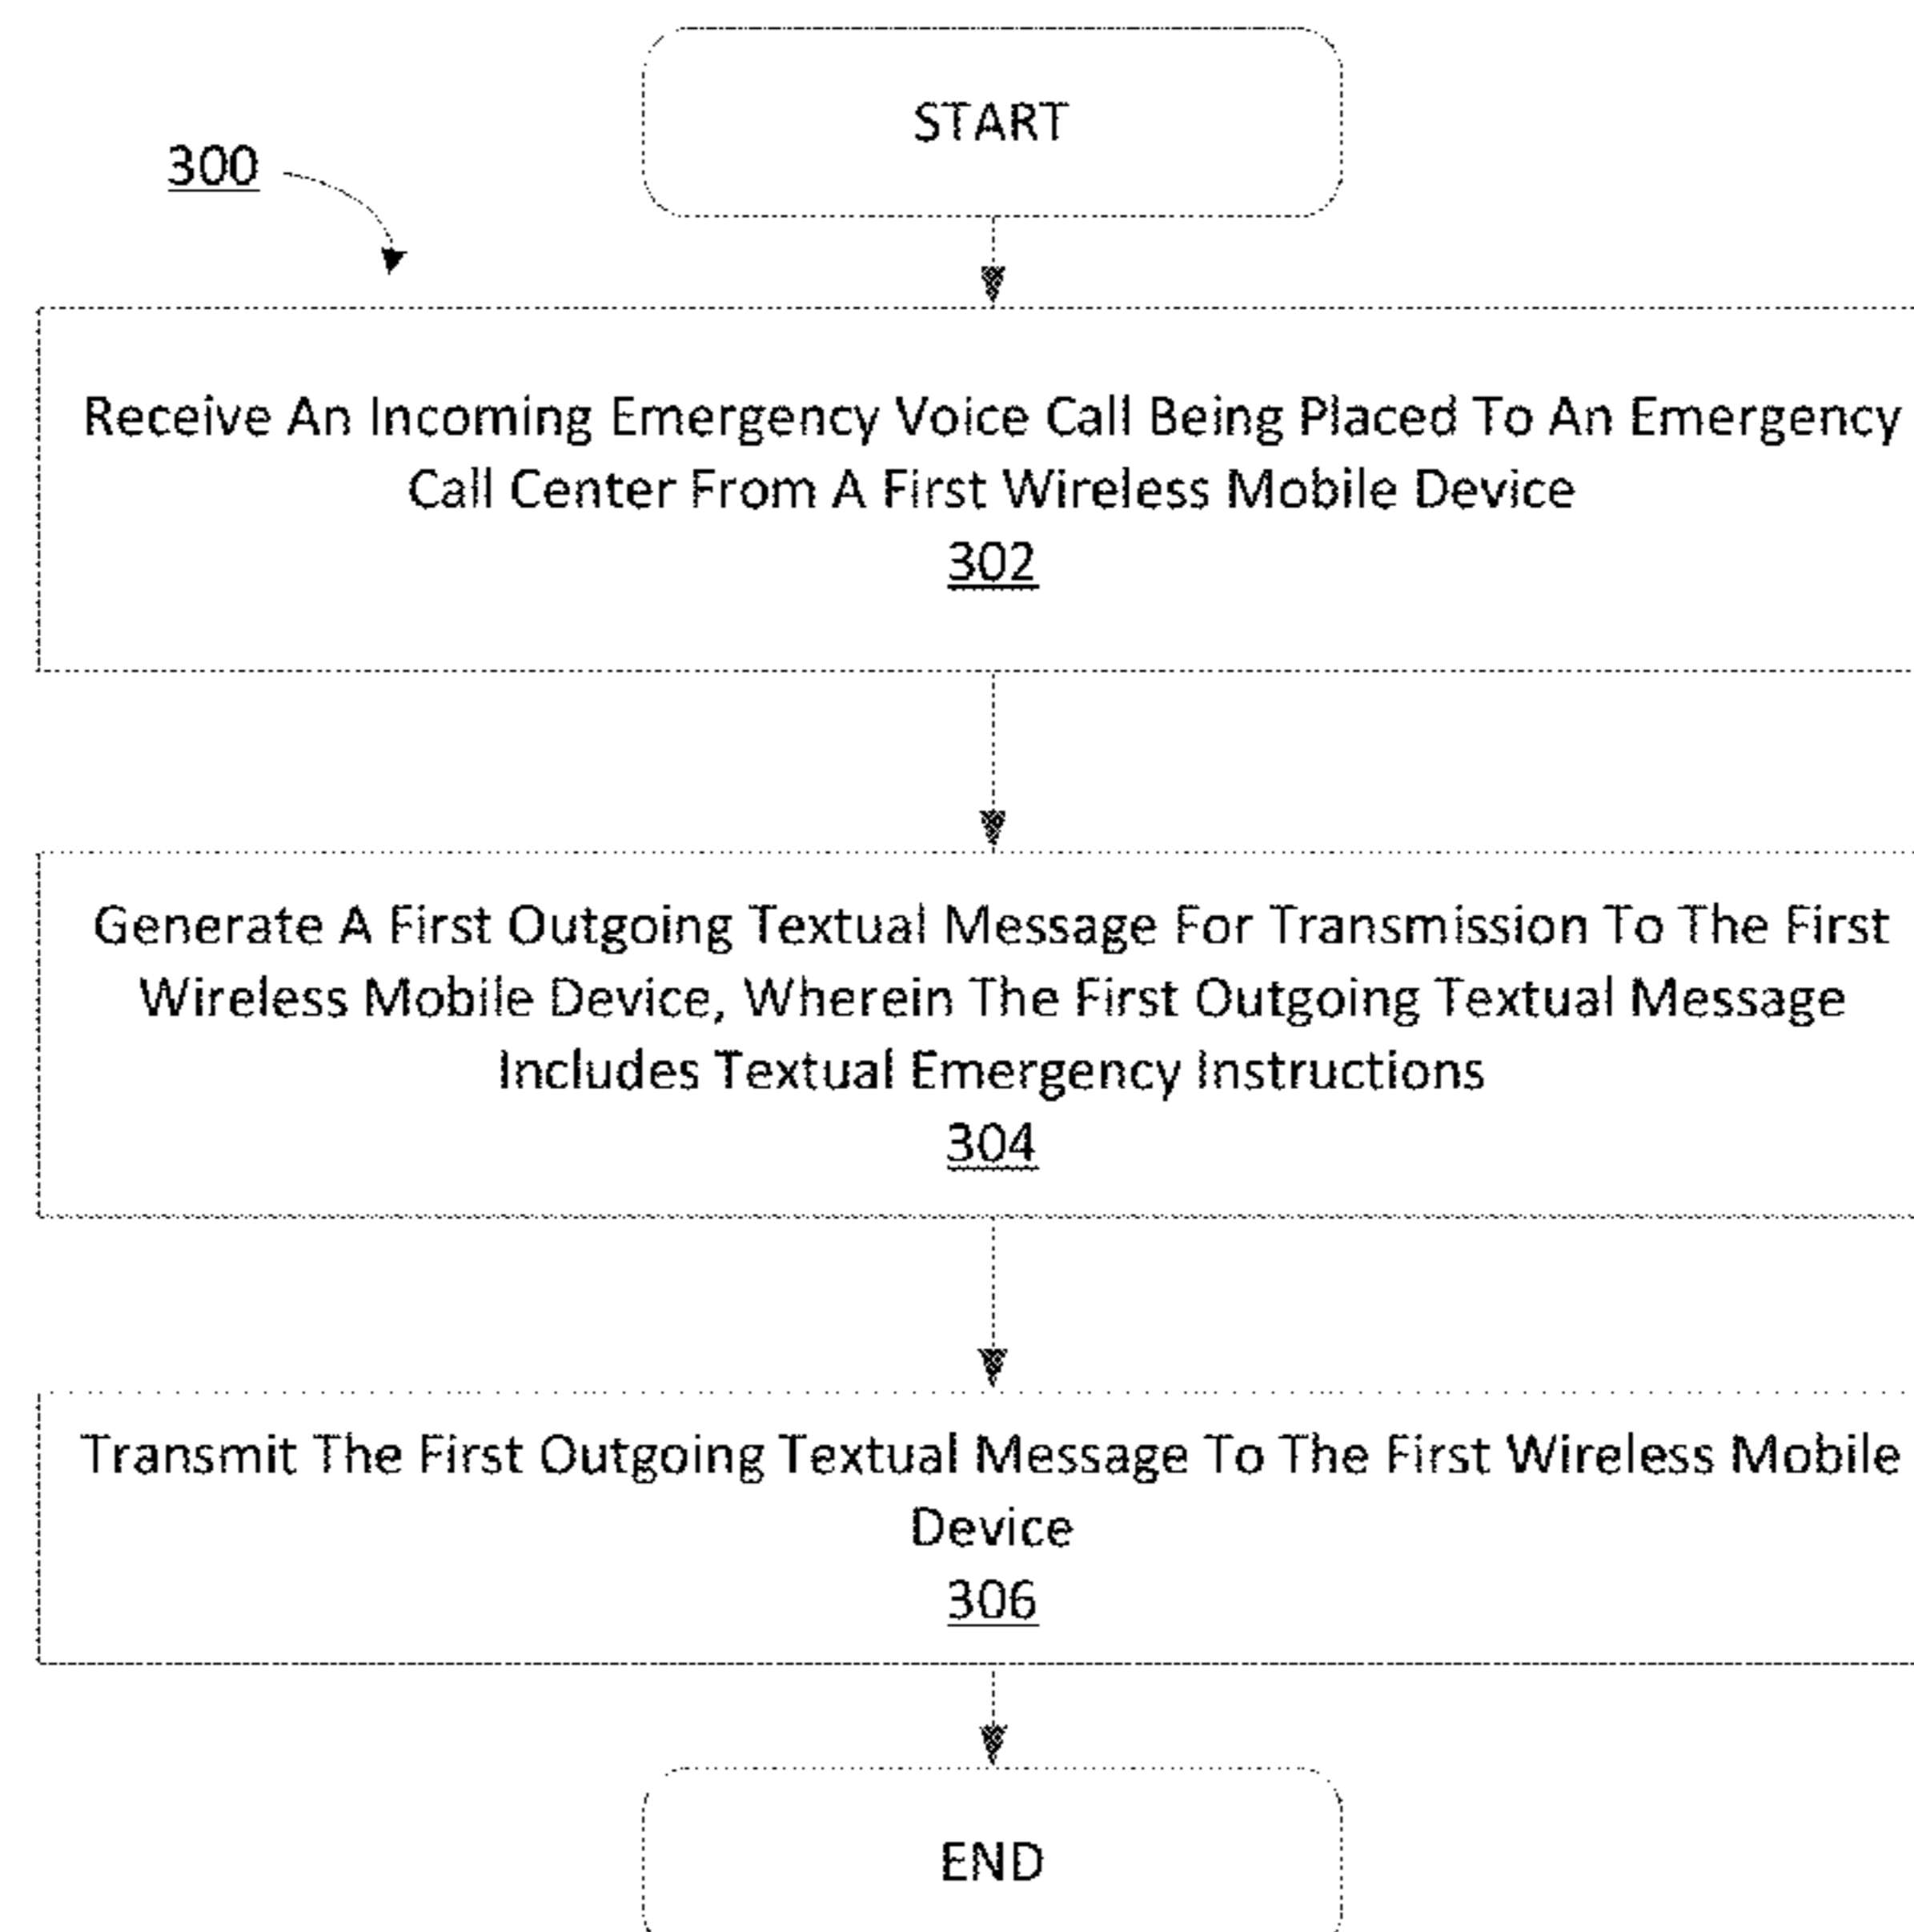 START
300
Receive An Incoming Emergency Voice Call Being Placed To An Emergency
Call Center From A First Wireless Mobile Device
302
Generate A First Outgoing Textual Message For Transmission To The First
Wireless Mobile Device, Wherein The First Outgoing Textual Message
Includes Textual Emergency Instructions
304
Transmit The First Outgoing Textual Message To The First Wireless Mobile
Device
306
END